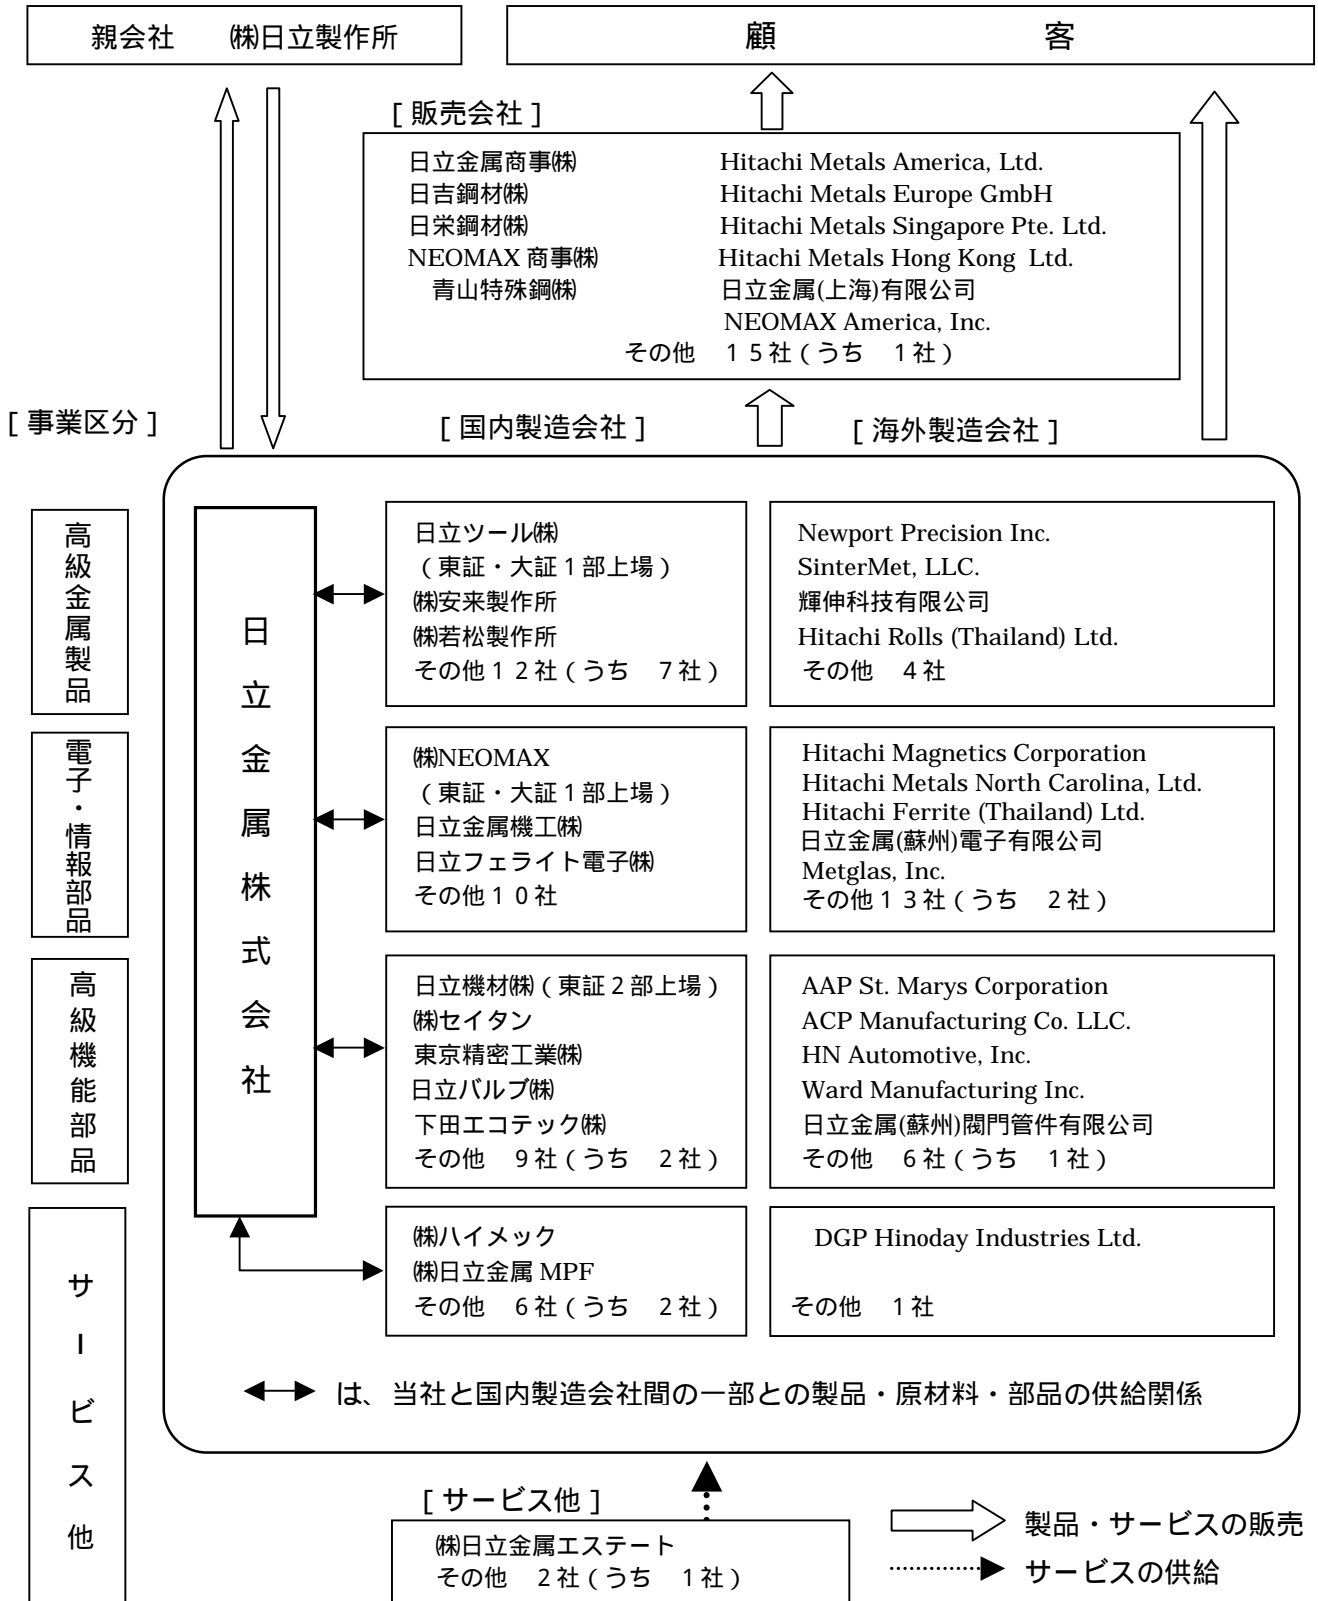 親会社　㈱日立製作所
顧　客
[ 販売会社 ]
日立金属商事㈱
日吉鋼材㈱
日栄鋼材㈱
NEOMAX 商事㈱
青山特殊鋼㈱
Hitachi Metals America, Ltd.
Hitachi Metals Europe GmbH
Hitachi Metals Singapore Pte. Ltd.
Hitachi Metals Hong Kong Ltd.
日立金属(上海)有限公司
NEOMAX America, Inc.
その他　１５社（うち　１社）
[ 事業区分 ]
[ 国内製造会社 ]
[ 海外製造会社 ]
日立金属株式会社
高級金属製品
日立ツール㈱
（東証・大証１部上場）
㈱安来製作所
㈱若松製作所
その他１２社（うち　７社）
Newport Precision Inc.
SinterMet, LLC.
輝伸科技有限公司
Hitachi Rolls (Thailand) Ltd.
その他　４社
電子・情報部品
㈱NEOMAX
（東証・大証１部上場）
日立金属機工㈱
日立フェライト電子㈱
その他１０社
Hitachi Magnetics Corporation
Hitachi Metals North Carolina, Ltd.
Hitachi Ferrite (Thailand) Ltd.
日立金属(蘇州)電子有限公司
Metglas, Inc.
その他１３社（うち　２社）
高級機能部品
日立機材㈱（東証２部上場）
㈱セイタン
東京精密工業㈱
日立バルブ㈱
下田エコテック㈱
その他　９社（うち　２社）
AAP St. Marys Corporation
ACP Manufacturing Co. LLC.
HN Automotive, Inc.
Ward Manufacturing Inc.
日立金属(蘇州)閥門管件有限公司
その他　６社（うち　１社）
サービス他
㈱ハイメック
㈱日立金属 MPF
その他　６社（うち　２社）
DGP Hinoday Industries Ltd.
その他　１社
は、当社と国内製造会社間の一部との製品・原材料・部品の供給関係
[ サービス他 ]
㈱日立金属エステート
その他　２社（うち　１社）
製品・サービスの販売
サービスの供給